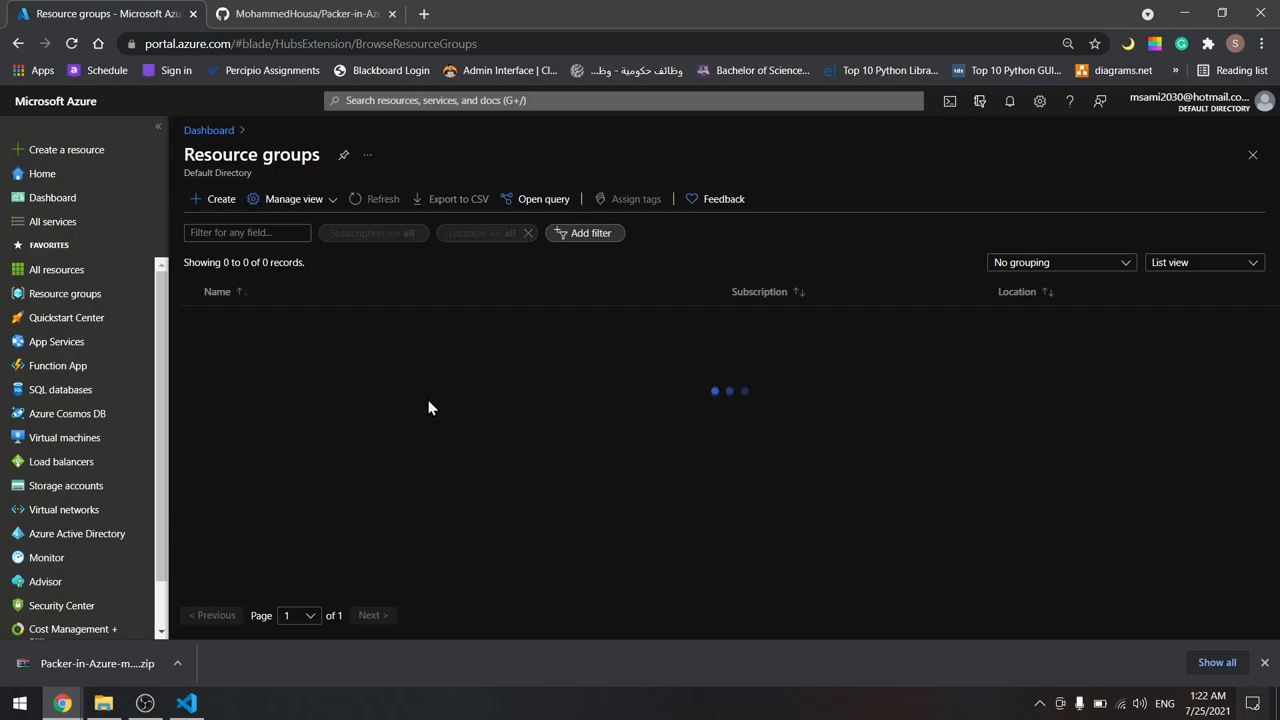 Resource groups - Microsoft Azu
MohammedHousa/Packer-in-Azu
portal.azure.com/#blade/HubsExtension/BrowseResourceGroups
S
Apps
Schedule
Sign in
Percipio Assignments
Blackboard Login
Admin Interface | Cl...
وظائف حكومية - وظ...
Bachelor of Science...
Top 10 Python Libra...
Top 10 Python GUI...
diagrams.net
»
Reading list
Microsoft Azure
Search resources, services, and docs (G+/)
msami2030@hotmail.co...
DEFAULT DIRECTORY
«
Create a resource
Home
Dashboard
All services
FAVORITES
All resources
Resource groups
Quickstart Center
App Services
Function App
SQL databases
Azure Cosmos DB
Virtual machines
Load balancers
Storage accounts
Virtual networks
Azure Active Directory
Monitor
Advisor
Security Center
Cost Management +
Dashboard >
Resource groups ...
Default Directory
Create
Manage view
Refresh
Export to CSV
Open query
Assign tags
Feedback
Filter for any field...
Subscription == all
Location == all
Add filter
Showing 0 to 0 of 0 records.
No grouping
List view
Name
Subscription
Location
< Previous
Page
1
of 1
Next >
Packer-in-Azure-m....zip
Show all
ENG
1:22 AM
7/25/2021